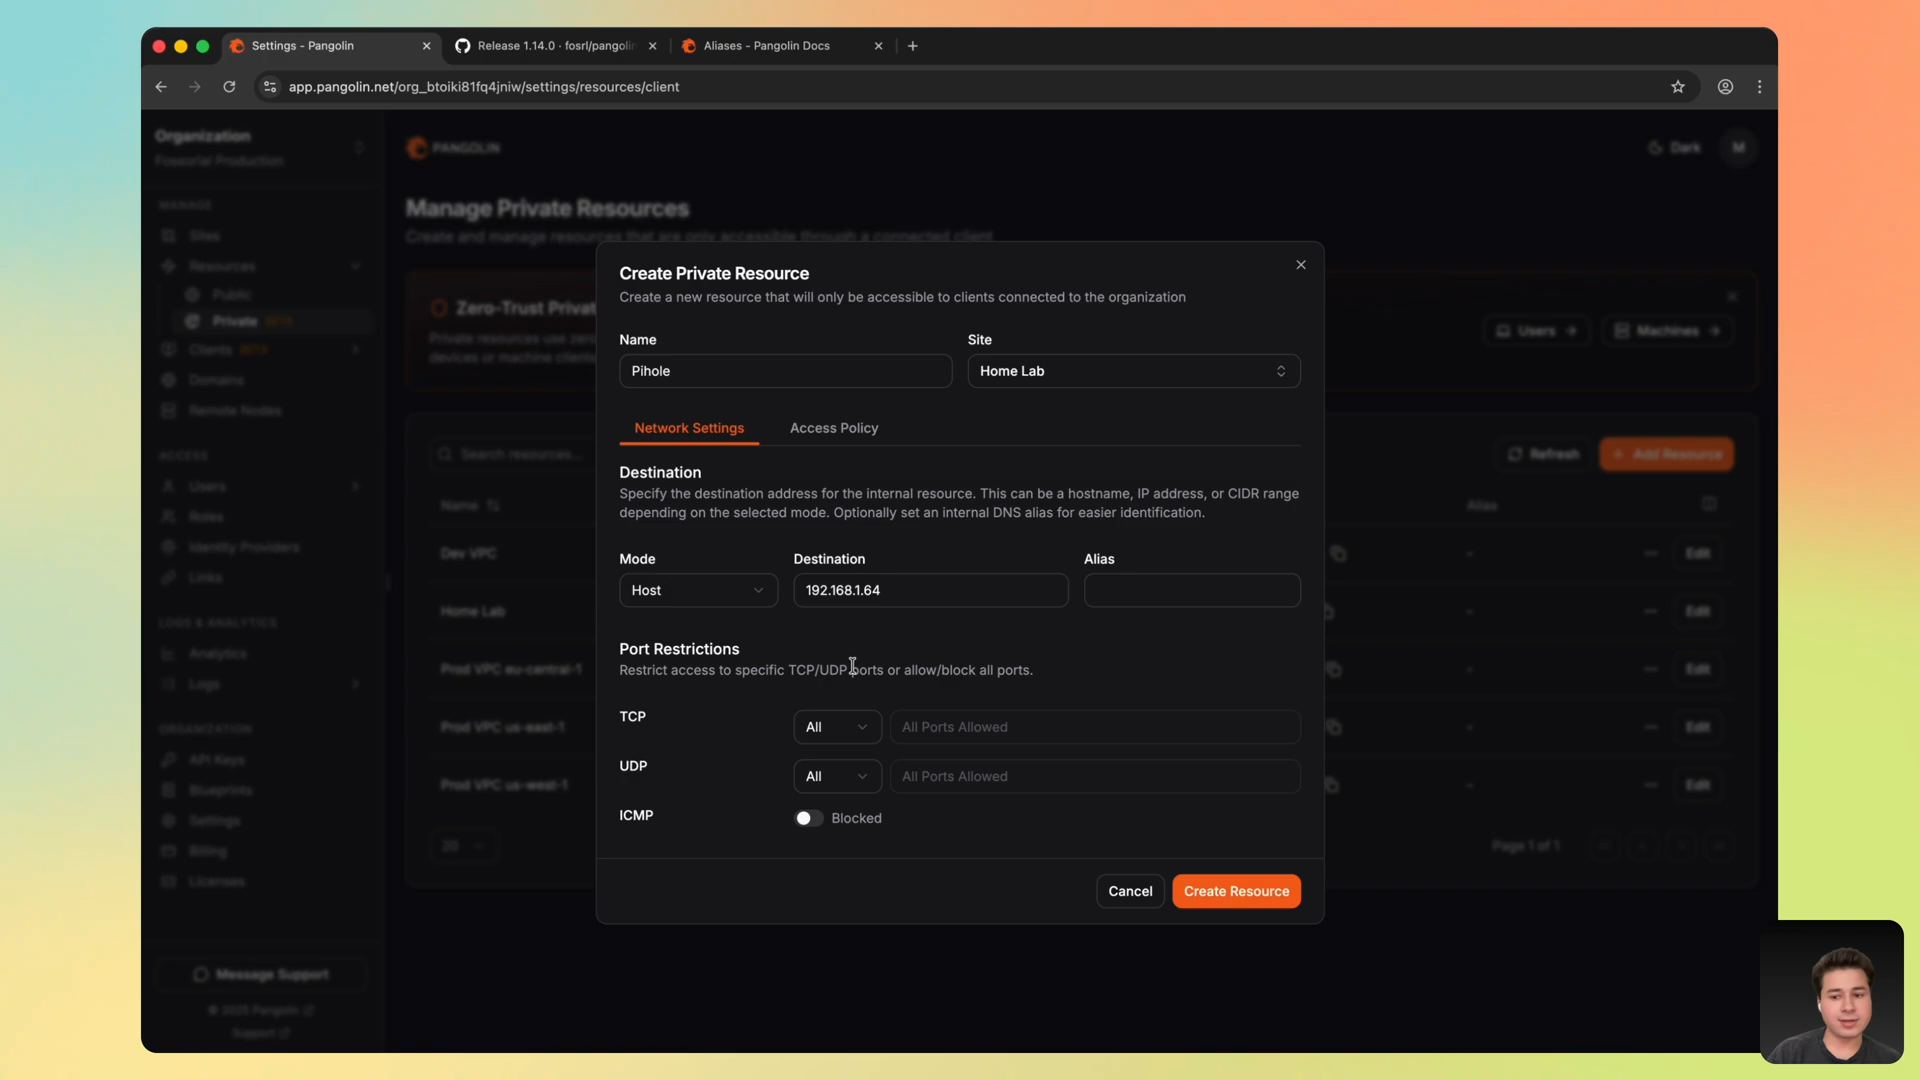 Settings - Pangolin
Release 1.14.0 · fosrl/pangolin
Aliases - Pangolin Docs
app.pangolin.net/org_btoiki81fq4jniw/settings/resources/client
Organization
Fossorial Production
PANGOLIN
Dark
M
MANAGE
Sites
Resources
Public
Private BETA
Clients BETA
Domains
Remote Nodes
ACCESS
Users
Roles
Identity Providers
Links
LOGS & ANALYTICS
Analytics
Logs
ORGANIZATION
API Keys
Blueprints
Settings
Billing
Licenses
Message Support
© 2025 Pangolin
Support
Manage Private Resources
Create and manage resources that are only accessible through a connected client
Zero-Trust Privat
Private resources use zero
devices or machine clients
Users
Machines
Search resources...
Refresh
+ Add Resource
Name
Alias
Dev VPC
- Edit
Home Lab
- Edit
Prod VPC eu-central-1
- Edit
Prod VPC us-east-1
- Edit
Prod VPC us-west-1
- Edit
20
Page 1 of 1
Create Private Resource
Create a new resource that will only be accessible to clients connected to the organization
Name
Site
Pihole
Home Lab
Network Settings
Access Policy
Destination
Specify the destination address for the internal resource. This can be a hostname, IP address, or CIDR range
depending on the selected mode. Optionally set an internal DNS alias for easier identification.
Mode
Destination
Alias
Host
192.168.1.64
Port Restrictions
Restrict access to specific TCP/UDP ports or allow/block all ports.
TCP
All
All Ports Allowed
UDP
All
All Ports Allowed
ICMP
Blocked
Cancel
Create Resource